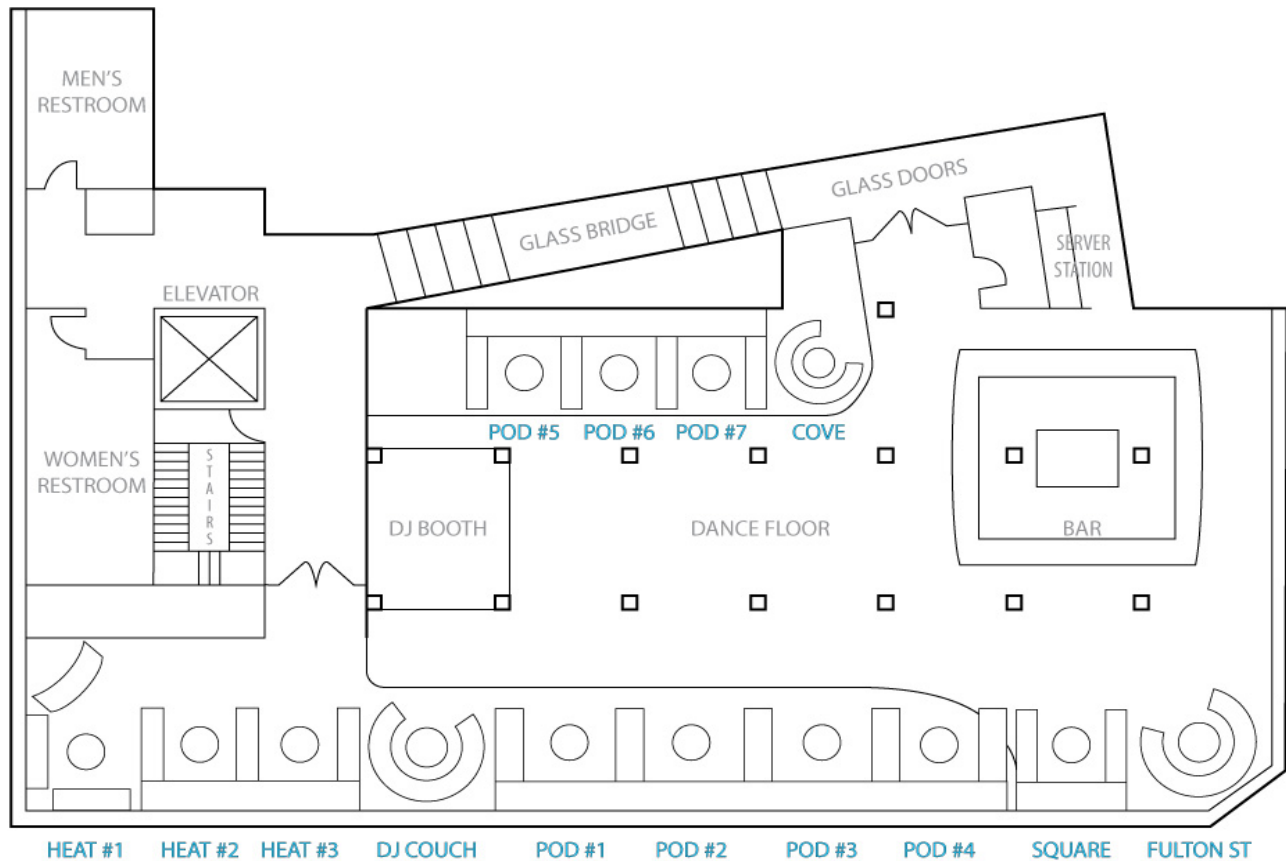 MEN'S
RESTROOM
GLASS DOORS
GLASS BRIDGE
SERVER
STATION
ELEVATOR
POD #5
POD #6
POD #7
COVE
WOMEN'S
RESTROOM
STAIRS
DJ BOOTH
DANCE FLOOR
BAR
HEAT #1
HEAT #2
HEAT #3
DJ COUCH
POD #1
POD #2
POD #3
POD #4
SQUARE
FULTON ST